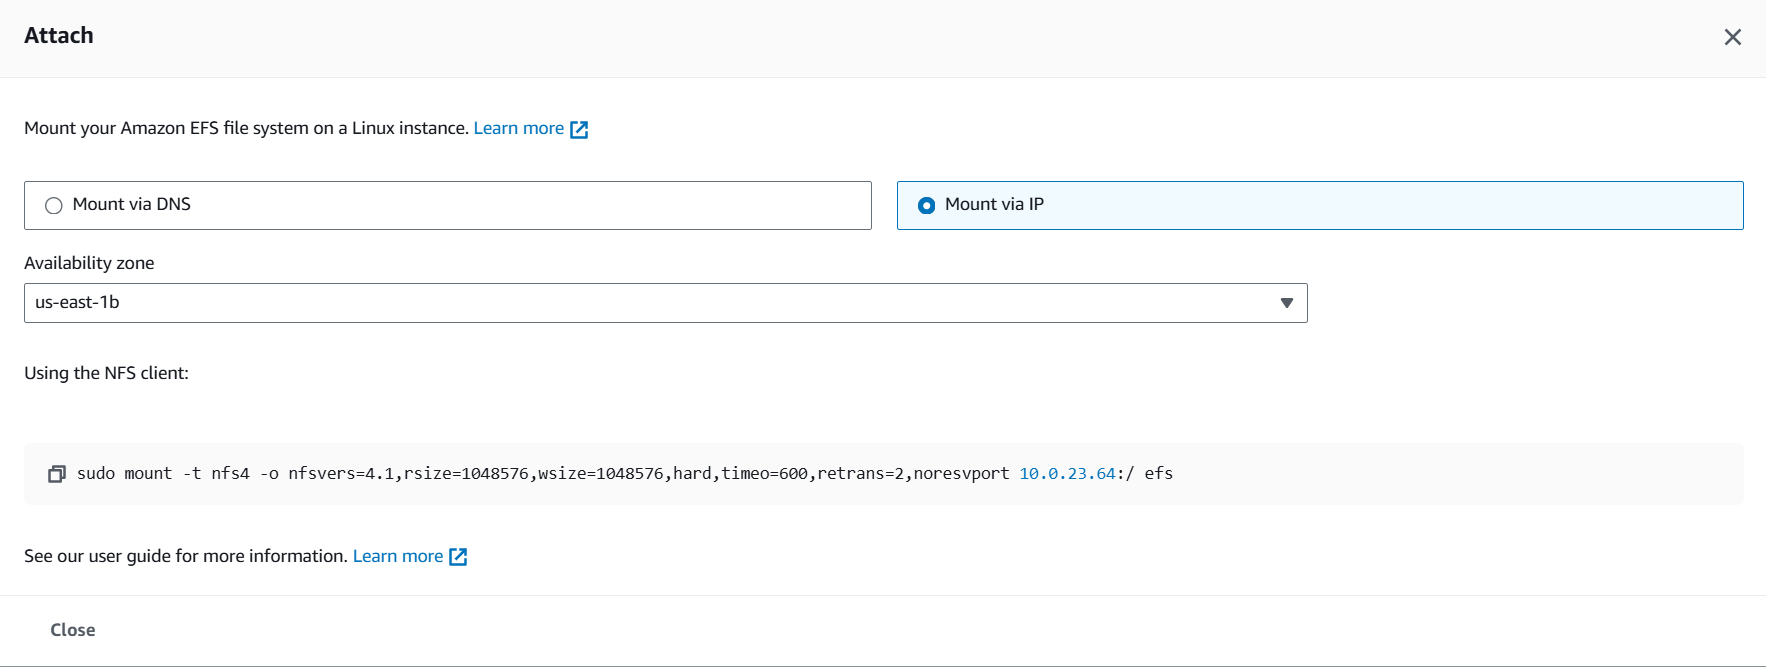 Attach
Mount your Amazon EFS file system on a Linux instance. Learn more
Mount via DNS
Mount via IP
Availability zone
us-east-1b
Using the NFS client:
sudo mount -t nfs4 -o nfsvers=4.1,rsize=1048576,wsize=1048576,hard,timeo=600,retrans=2,noresvport 10.0.23.64:/ efs
See our user guide for more information. Learn more
Close